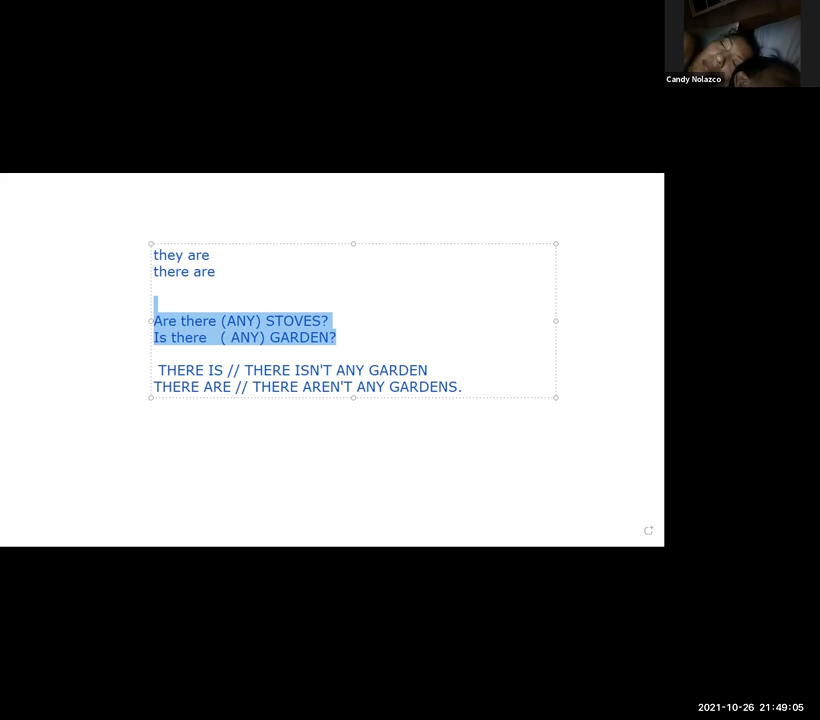 Candy Nolazco
they are
there are
Are there (ANY) STOVES?
Is there ( ANY) GARDEN?
THERE IS // THERE ISN'T ANY GARDEN
THERE ARE // THERE AREN'T ANY GARDENS.
2021-10-26 21:49:05